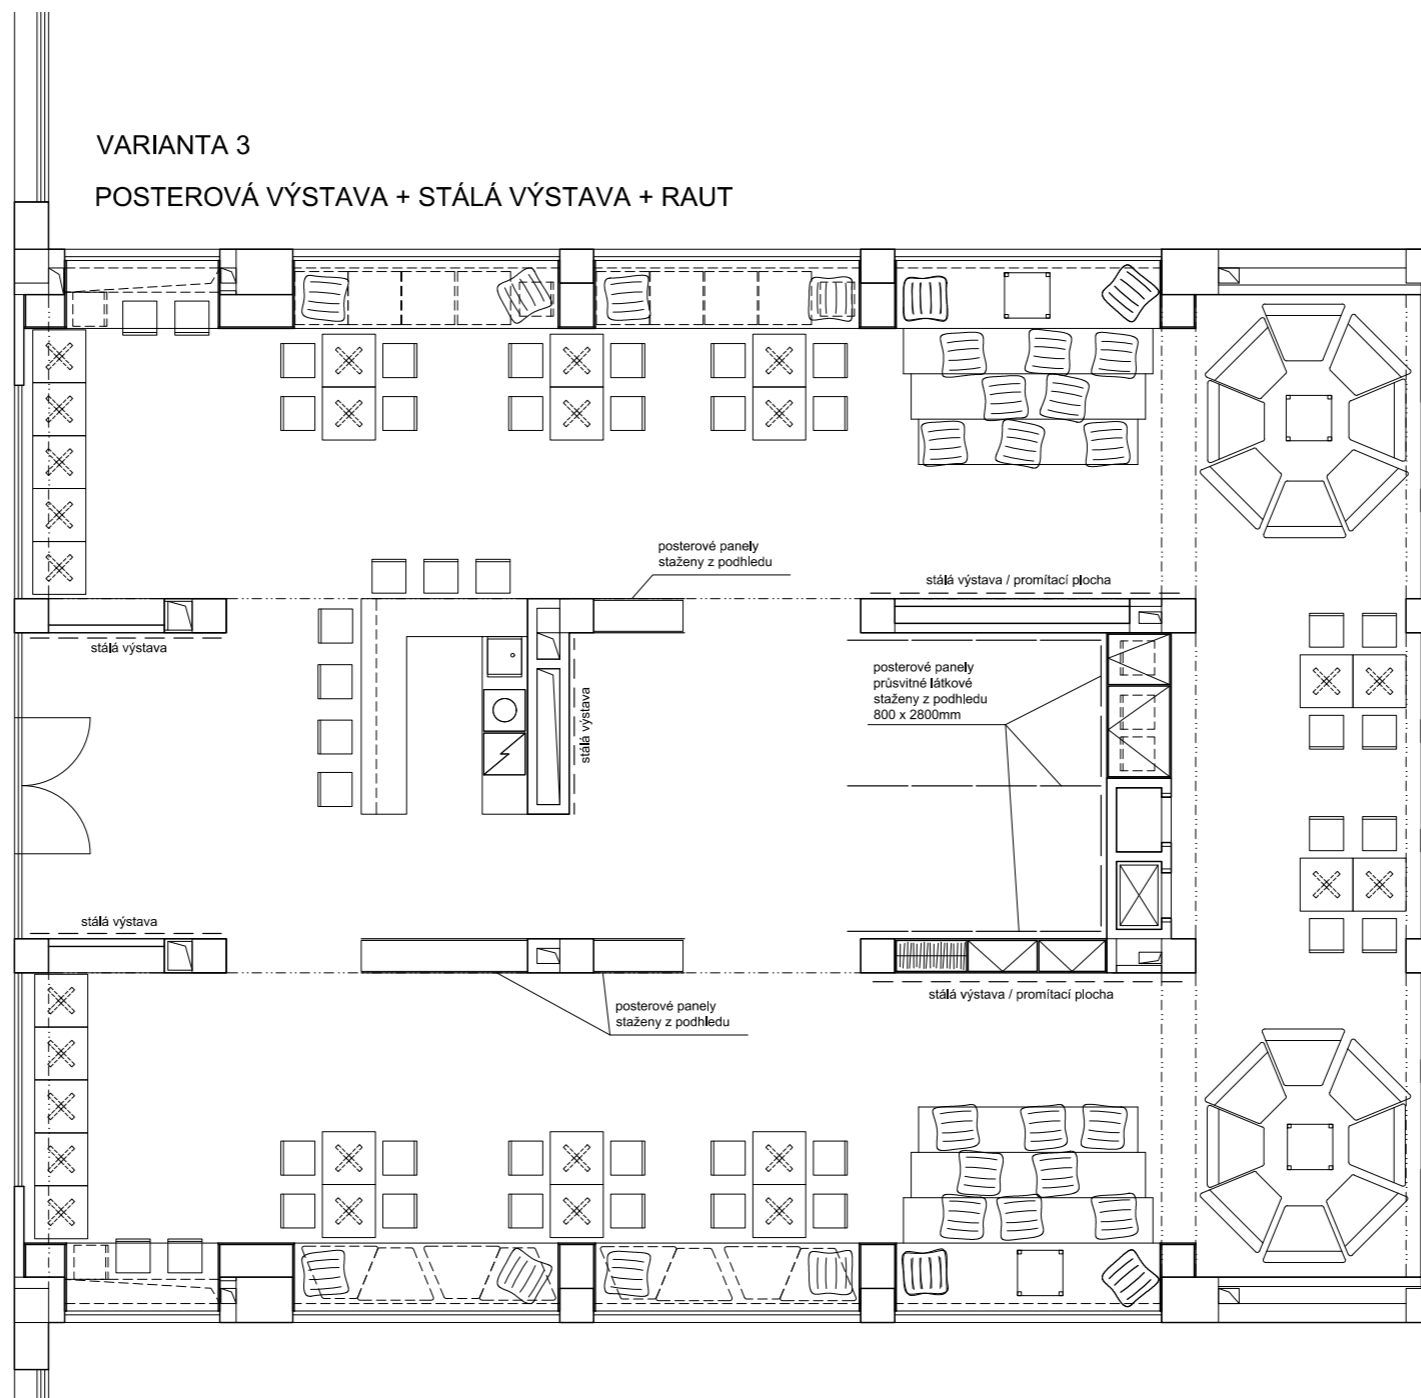 VARIANTA 3
POSTEROVÁ VÝSTAVA + STÁLÁ VÝSTAVA + RAUT
posterové panely
staženy z podhledu
stálá výstava / promítací plocha
stálá výstava
posterové panely
průsvitné látkové
staženy z podhledu
800 x 2800mm
stálá výstava
stálá výstava
stálá výstava / promítací plocha
posterové panely
staženy z podhledu